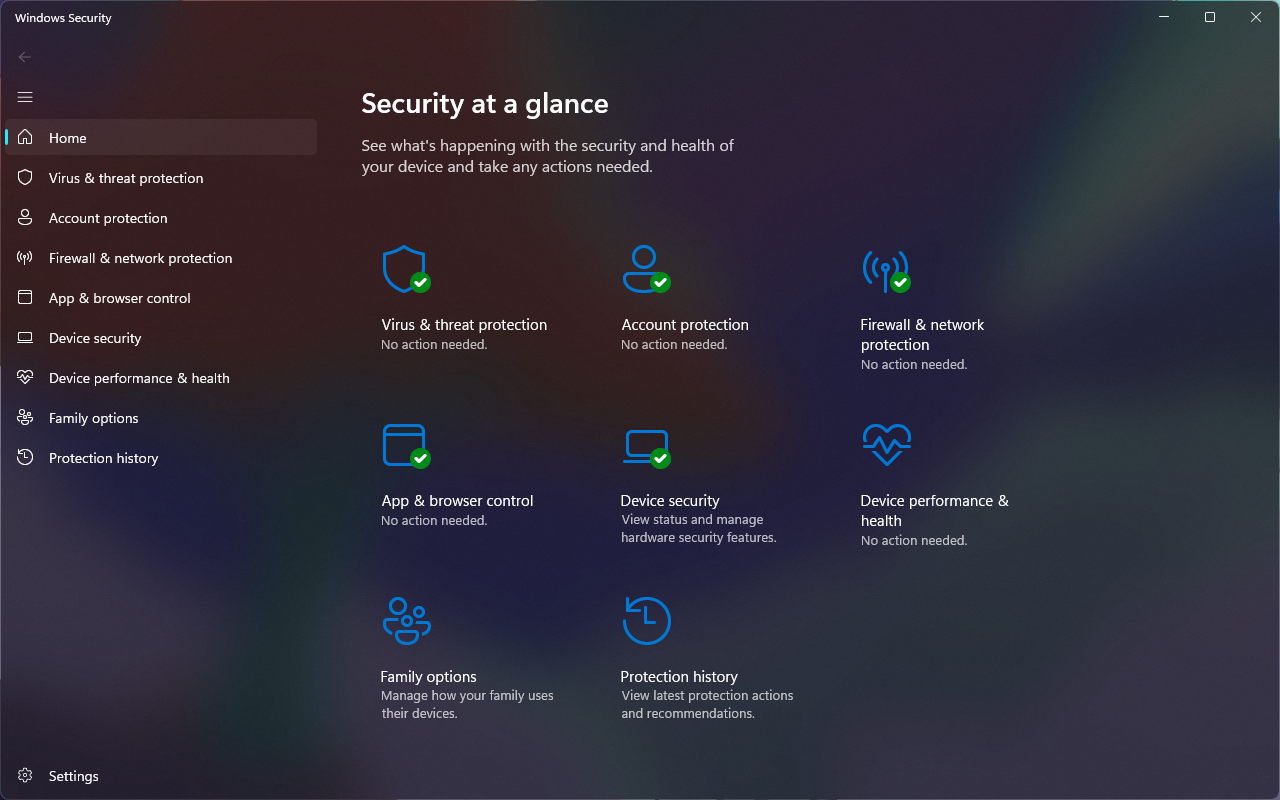 Windows Security
Home
Virus & threat protection
Account protection
Firewall & network protection
App & browser control
Device security
Device performance & health
Family options
Protection history
Settings
Security at a glance
See what's happening with the security and health of
your device and take any actions needed.
Virus & threat protection
No action needed.
Account protection
No action needed.
Firewall & network
protection
No action needed.
App & browser control
No action needed.
Device security
View status and manage
hardware security features.
Device performance &
health
No action needed.
Family options
Manage how your family uses
their devices.
Protection history
View latest protection actions
and recommendations.